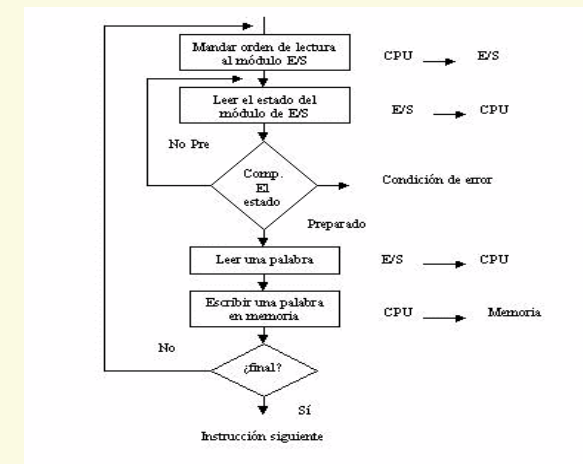 Mandar orden de lectura
al módulo E/S
CPU E/S
Leer el estado del
módulo de E/S
E/S CPU
No Pre
Comp.
El
estado
Condición de error
Preparado
Leer una palabra
E/S CPU
Escribir una palabra
en memoria
CPU Memoria
No
¿final?
Sí
Instrucción siguiente